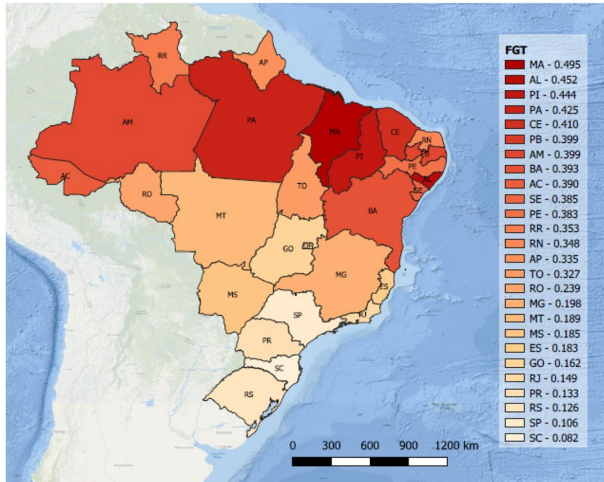 FGT
MA - 0.495
AL - 0.452
PI - 0.444
PA - 0.425
CE - 0.410
PB - 0.399
AM - 0.399
BA - 0.393
AC - 0.390
SE - 0.385
PE - 0.383
RR - 0.353
RN - 0.348
AP - 0.335
TO - 0.327
RO - 0.239
MG - 0.198
MT - 0.189
MS - 0.185
ES - 0.183
GO - 0.162
RJ - 0.149
PR - 0.133
RS - 0.126
SP - 0.106
SC - 0.082
RR
AP
AM
PA
MA
CE
RN
PB
PI
PE
AL
SE
AC
RO
TO
BA
MT
GO
DF
MG
ES
MS
SP
RJ
PR
SC
RS
0 300 600 900 1200 km